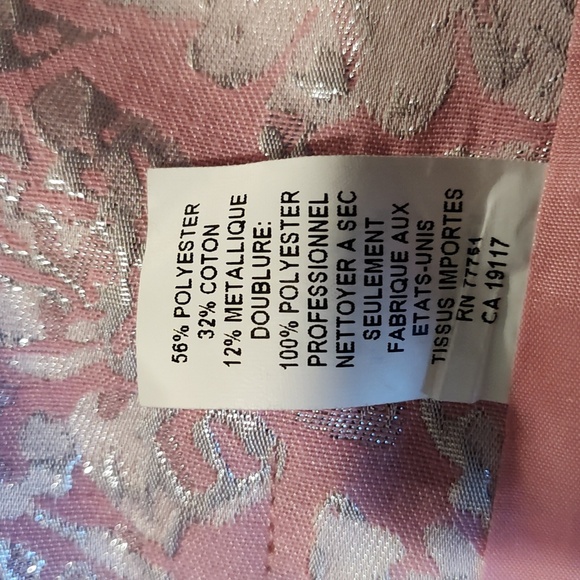 56% POLYESTER
32% COTON
12% METALLIQUE
DOUBLURE:
100% POLYESTER
PROFESSIONNEL
NETTOYER A SEC
SEULEMENT
FABRIQUE AUX
ETATS-UNIS
TISSUS IMPORTES
RN 77761
CA 19117